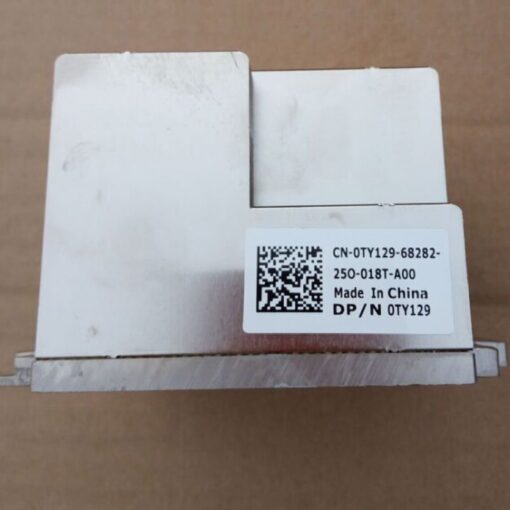 CN-0TY129-68282-
25O-018T-A00
Made In China
DP/N 0TY129